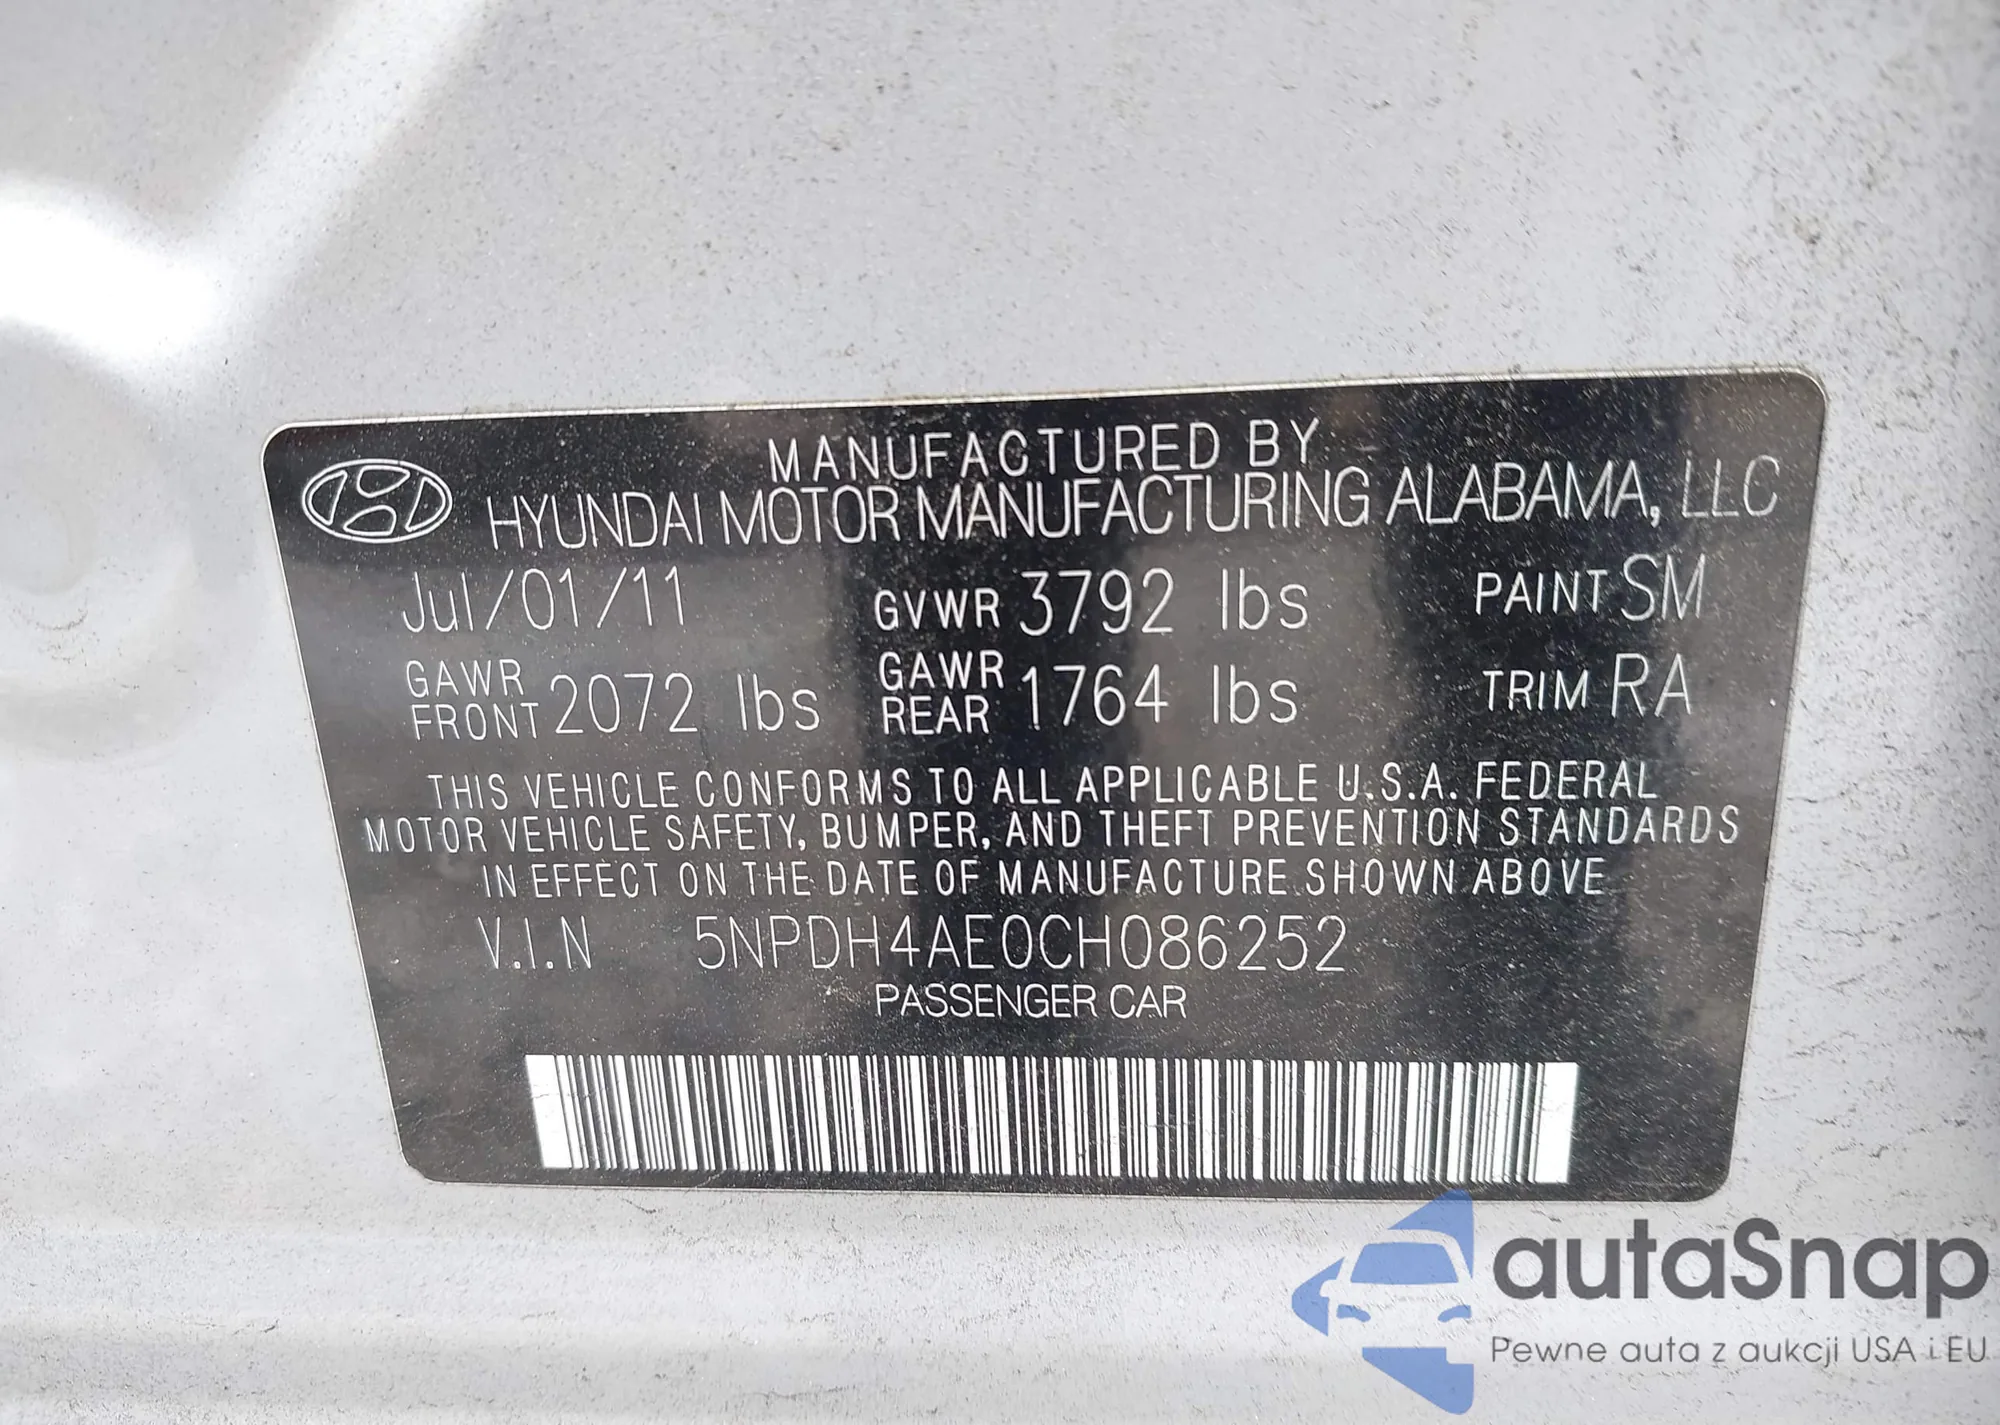 MANUFACTURED BY
HYUNDAI MOTOR MANUFACTURING ALABAMA, LLC
Jul/01/11 GVWR 3792 lbs PAINT SM
GAWR FRONT 2072 lbs GAWR REAR 1764 lbs TRIM RA
THIS VEHICLE CONFORMS TO ALL APPLICABLE U.S.A. FEDERAL
MOTOR VEHICLE SAFETY, BUMPER, AND THEFT PREVENTION STANDARDS
IN EFFECT ON THE DATE OF MANUFACTURE SHOWN ABOVE
V.I.N 5NPDH4AE0CH086252
PASSENGER CAR
autaSnap
Pewne auta z aukcji USA i EU